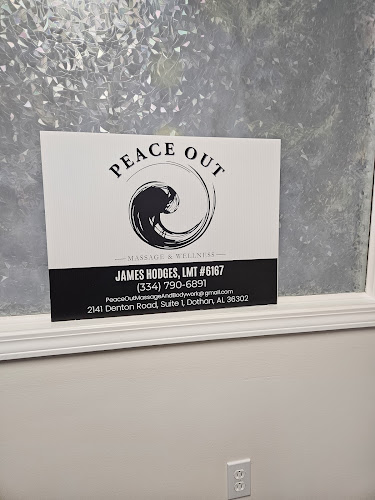 PEACE OUT
MASSAGE & WELLNESS
JAMES HODGES, LMT #6167
(334) 790-6891
PeaceOutMassageAndBodywork@gmail.com
2141 Denton Road, Suite 1, Dothan, AL 36302